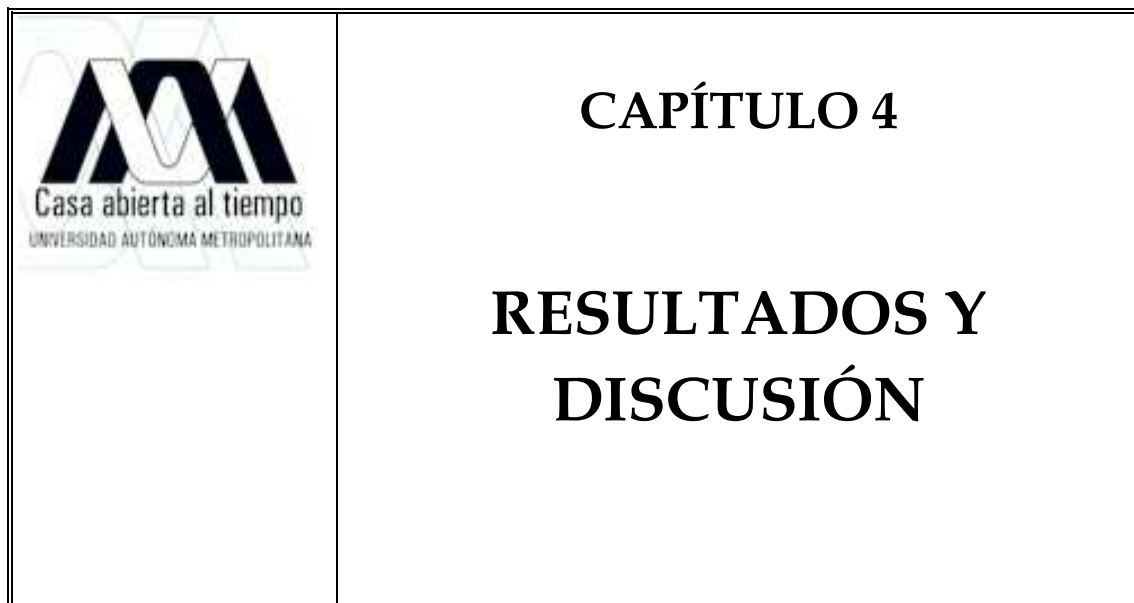 Casa abierta al tiempo
UNIVERSIDAD AUTÓNOMA METROPOLITANA
CAPÍTULO 4
RESULTADOS Y
DISCUSIÓN